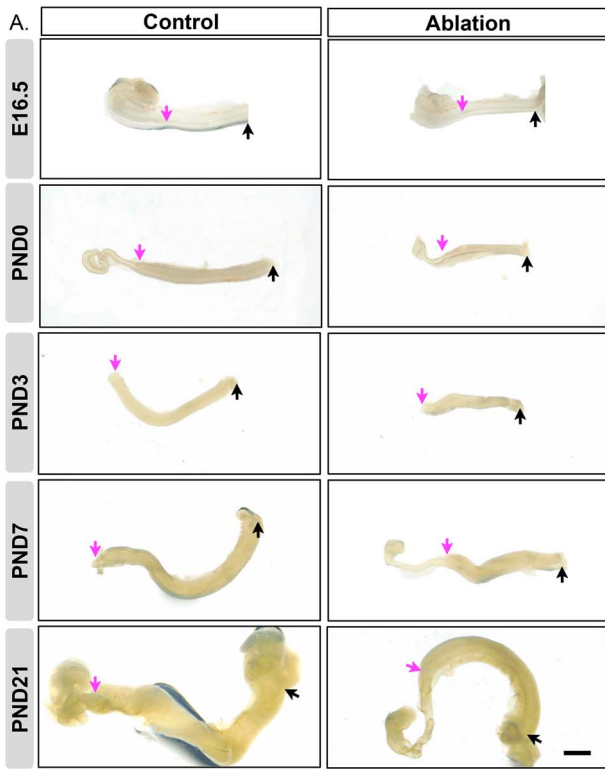 A.
Control
Ablation
E16.5
PND0
PND3
PND7
PND21